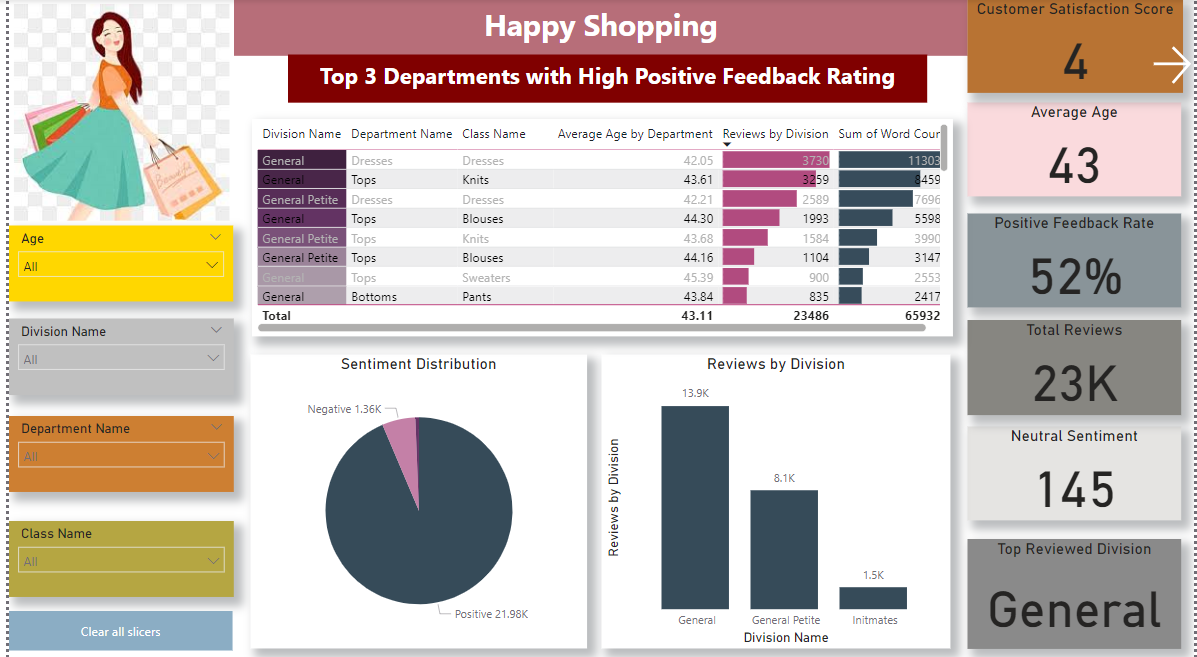 Happy Shopping
Top 3 Departments with High Positive Feedback Rating
Age
All
Division Name
All
Department Name
All
Class Name
All
Clear all slicers
Division Name Department Name Class Name Average Age by Department Reviews by Division Sum of Word Cour
General Dresses Dresses 42.05 3730 11303
General Tops Knits 43.61 3259 8459
General Petite Dresses Dresses 42.21 2589 7696
General Tops Blouses 44.30 1993 5598
General Petite Tops Knits 43.68 1584 3990
General Petite Tops Blouses 44.16 1104 3147
General Tops Sweaters 45.39 900 2553
General Bottoms Pants 43.84 835 2417
Total 43.11 23486 65932
Sentiment Distribution
Negative 1.36K
Positive 21.98K
Reviews by Division
Reviews by Division
13.9K
8.1K
1.5K
General General Petite Initmates
Division Name
Customer Satisfaction Score
4
Average Age
43
Positive Feedback Rate
52%
Total Reviews
23K
Neutral Sentiment
145
Top Reviewed Division
General